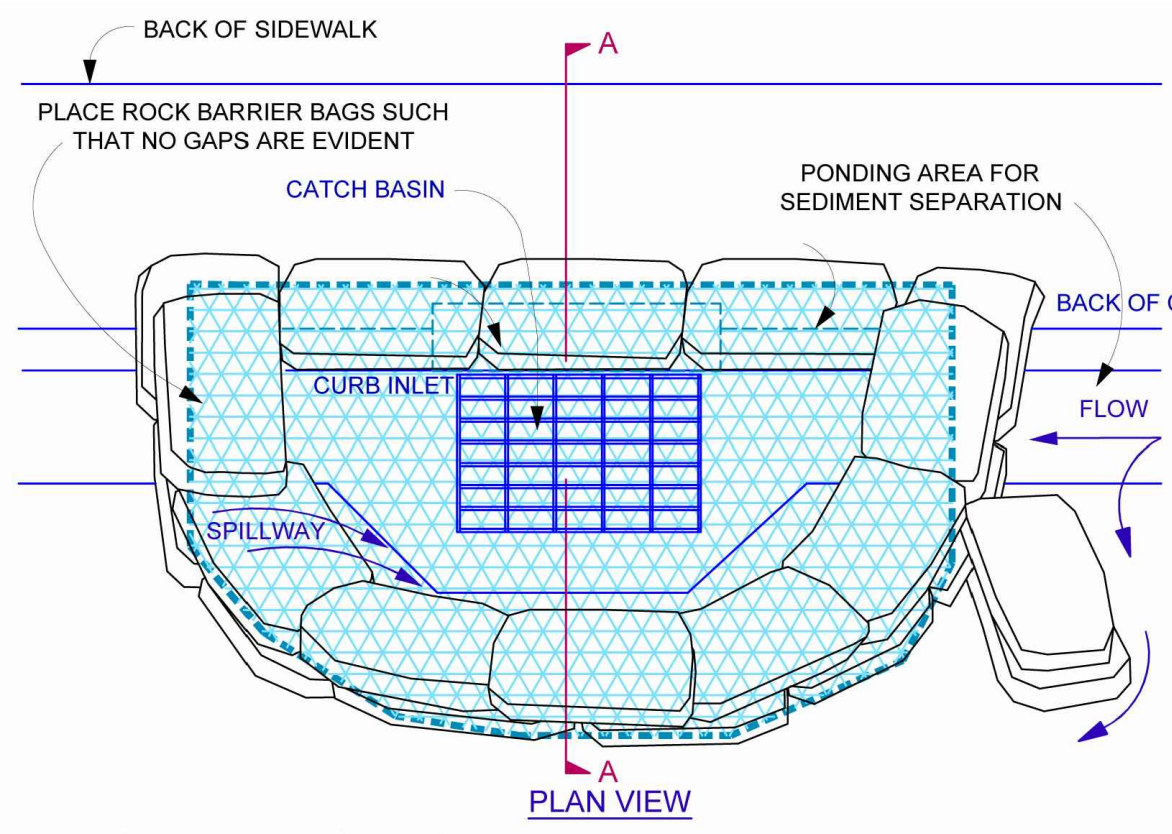 BACK OF SIDEWALK
A
PLACE ROCK BARRIER BAGS SUCH
THAT NO GAPS ARE EVIDENT
CATCH BASIN
PONDING AREA FOR
SEDIMENT SEPARATION
BACK OF
CURB INLET
FLOW
SPILLWAY
A
PLAN VIEW